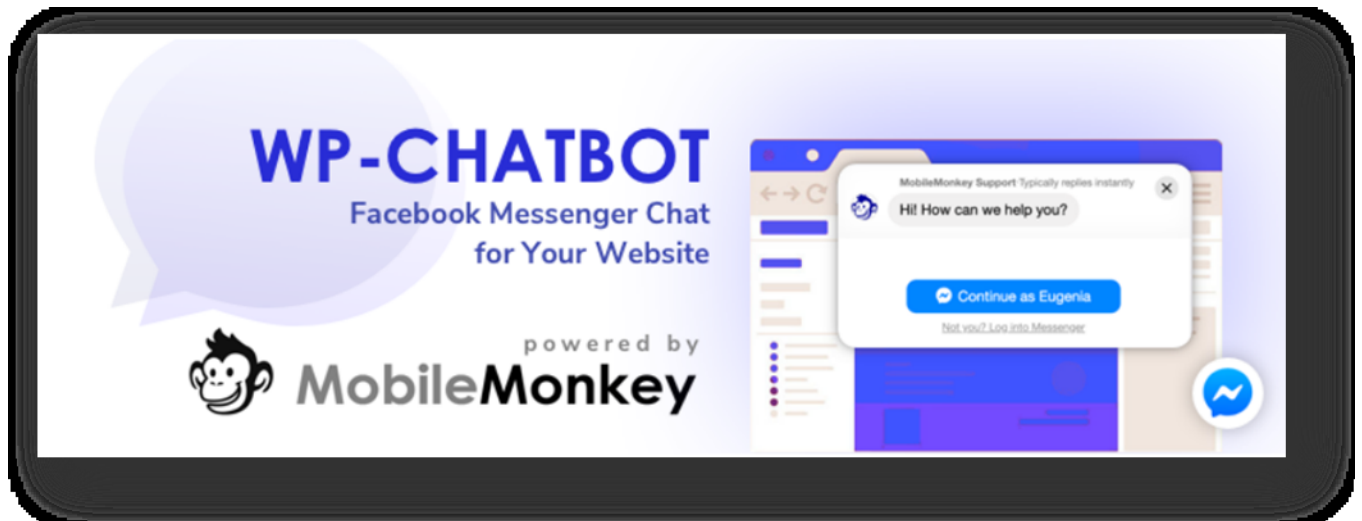 WP-CHATBOT
Facebook Messenger Chat
for Your Website
powered by
MobileMonkey
MobileMonkey Support Typically replies instantly
Hi! How can we help you?
Continue as Eugenia
Not you? Log into Messenger